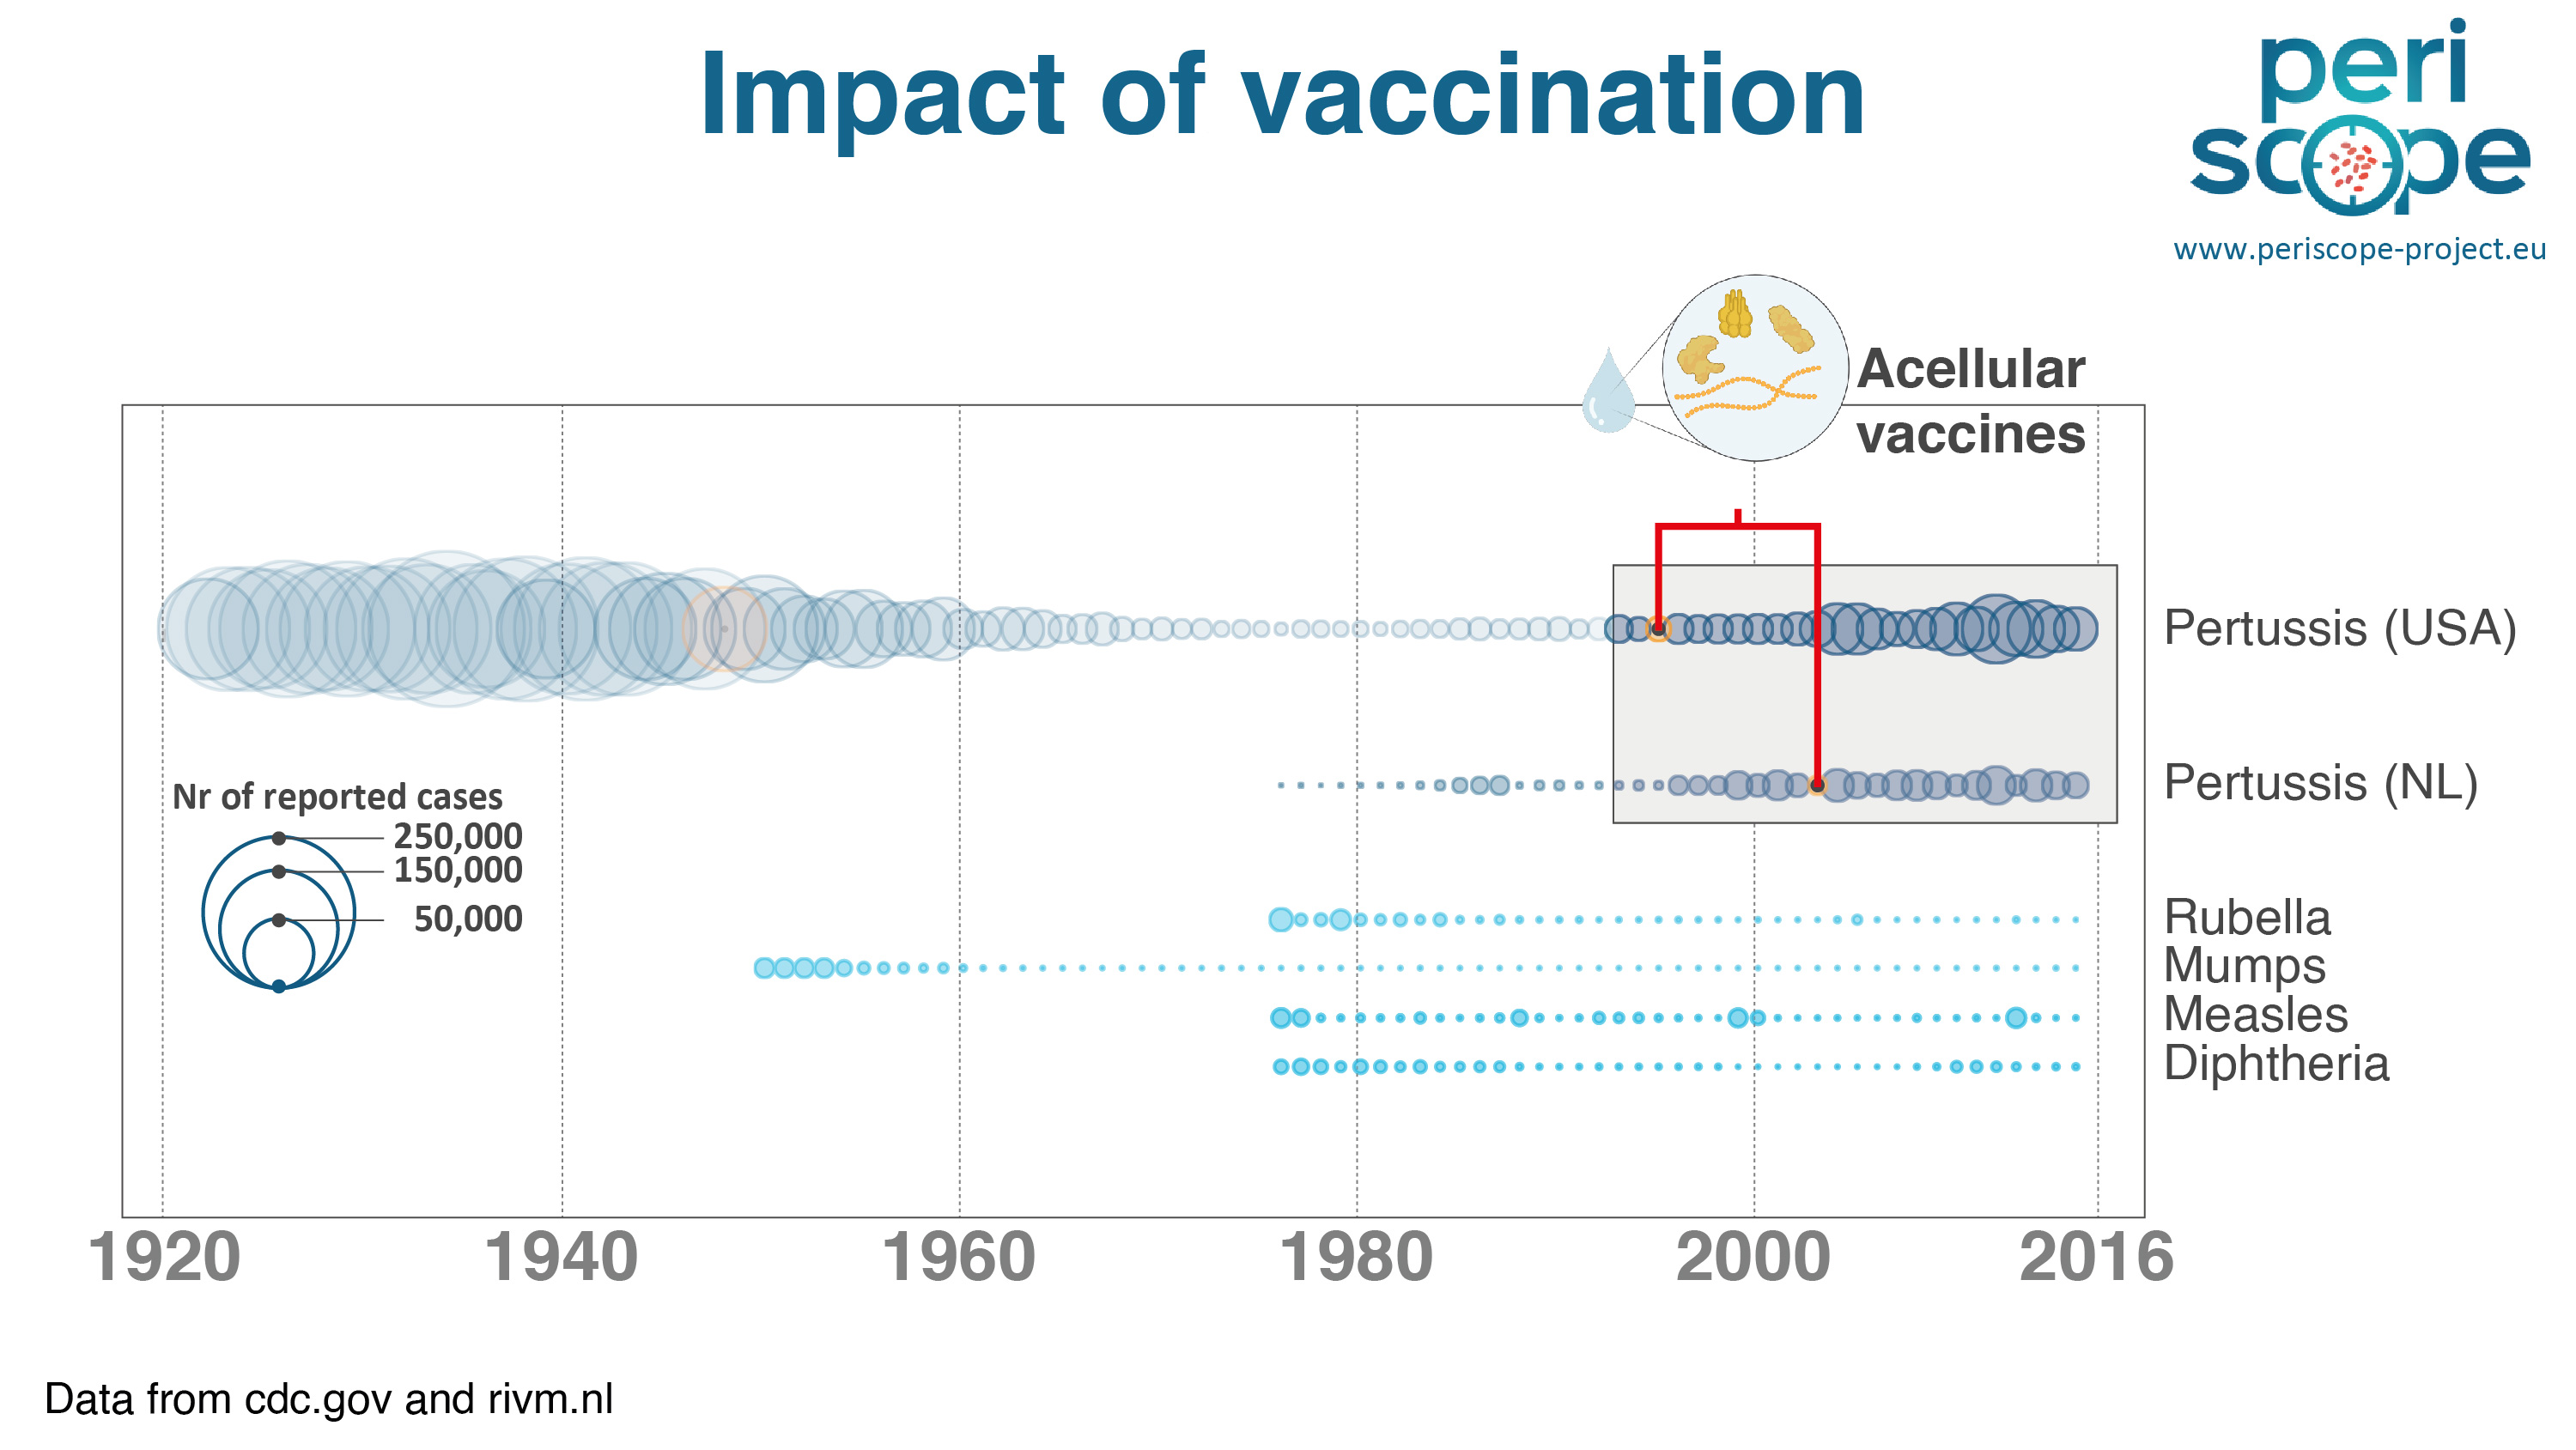 Impact of vaccination
peri
scope
www.periscope-project.eu
Acellular
vaccines
Pertussis (USA)
Pertussis (NL)
Nr of reported cases
250,000
150,000
50,000
Rubella
Mumps
Measles
Diphtheria
1920 1940 1960 1980 2000 2016
Data from cdc.gov and rivm.nl